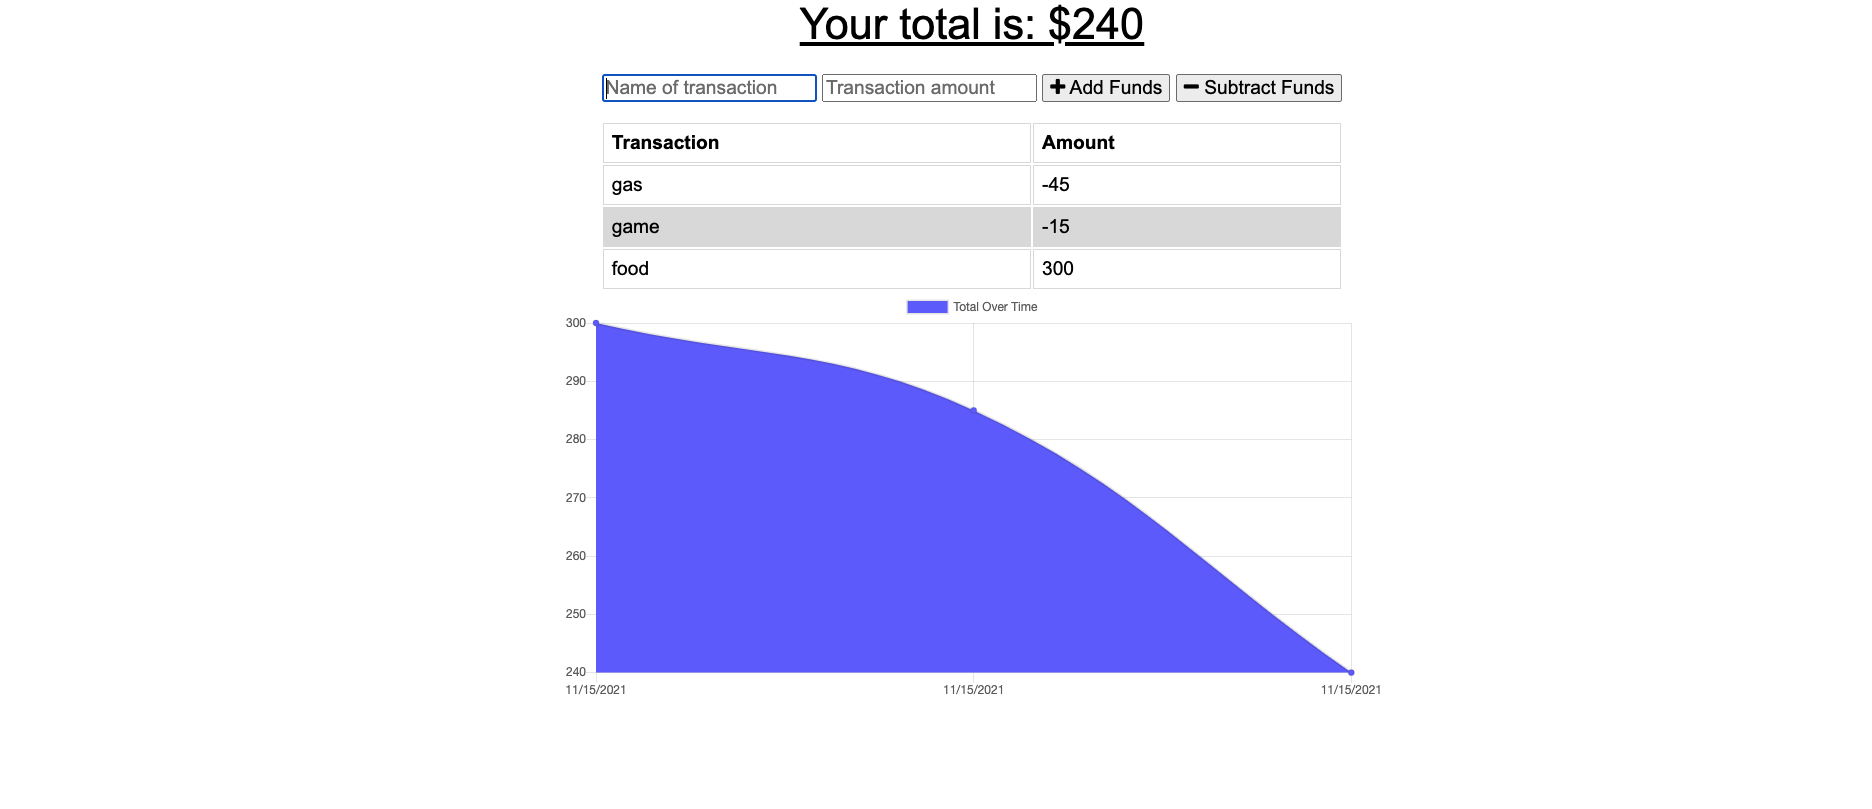 Your total is: $240
Name of transaction Transaction amount Add Funds Subtract Funds
Transaction Amount
gas -45
game -15
food 300
Total Over Time
300
290
280
270
260
250
240
11/15/2021 11/15/2021 11/15/2021